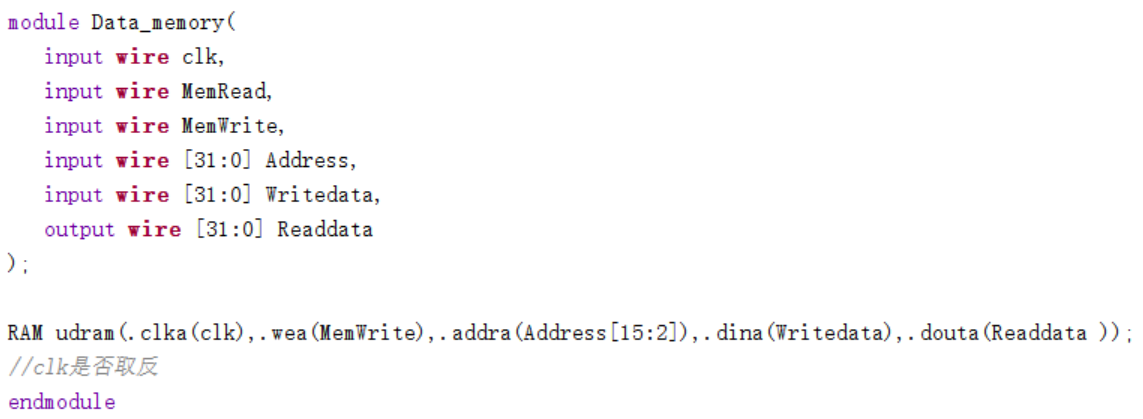 module Data_memory(
input wire clk,
input wire MemRead,
input wire MemWrite,
input wire [31:0] Address,
input wire [31:0] Writedata,
output wire [31:0] Readdata
);
RAM udram(.clka(clk),.wea(MemWrite),.addra(Address[15:2]),.dina(Writedata),.douta(Readdata ));
//clk是否取反
endmodule